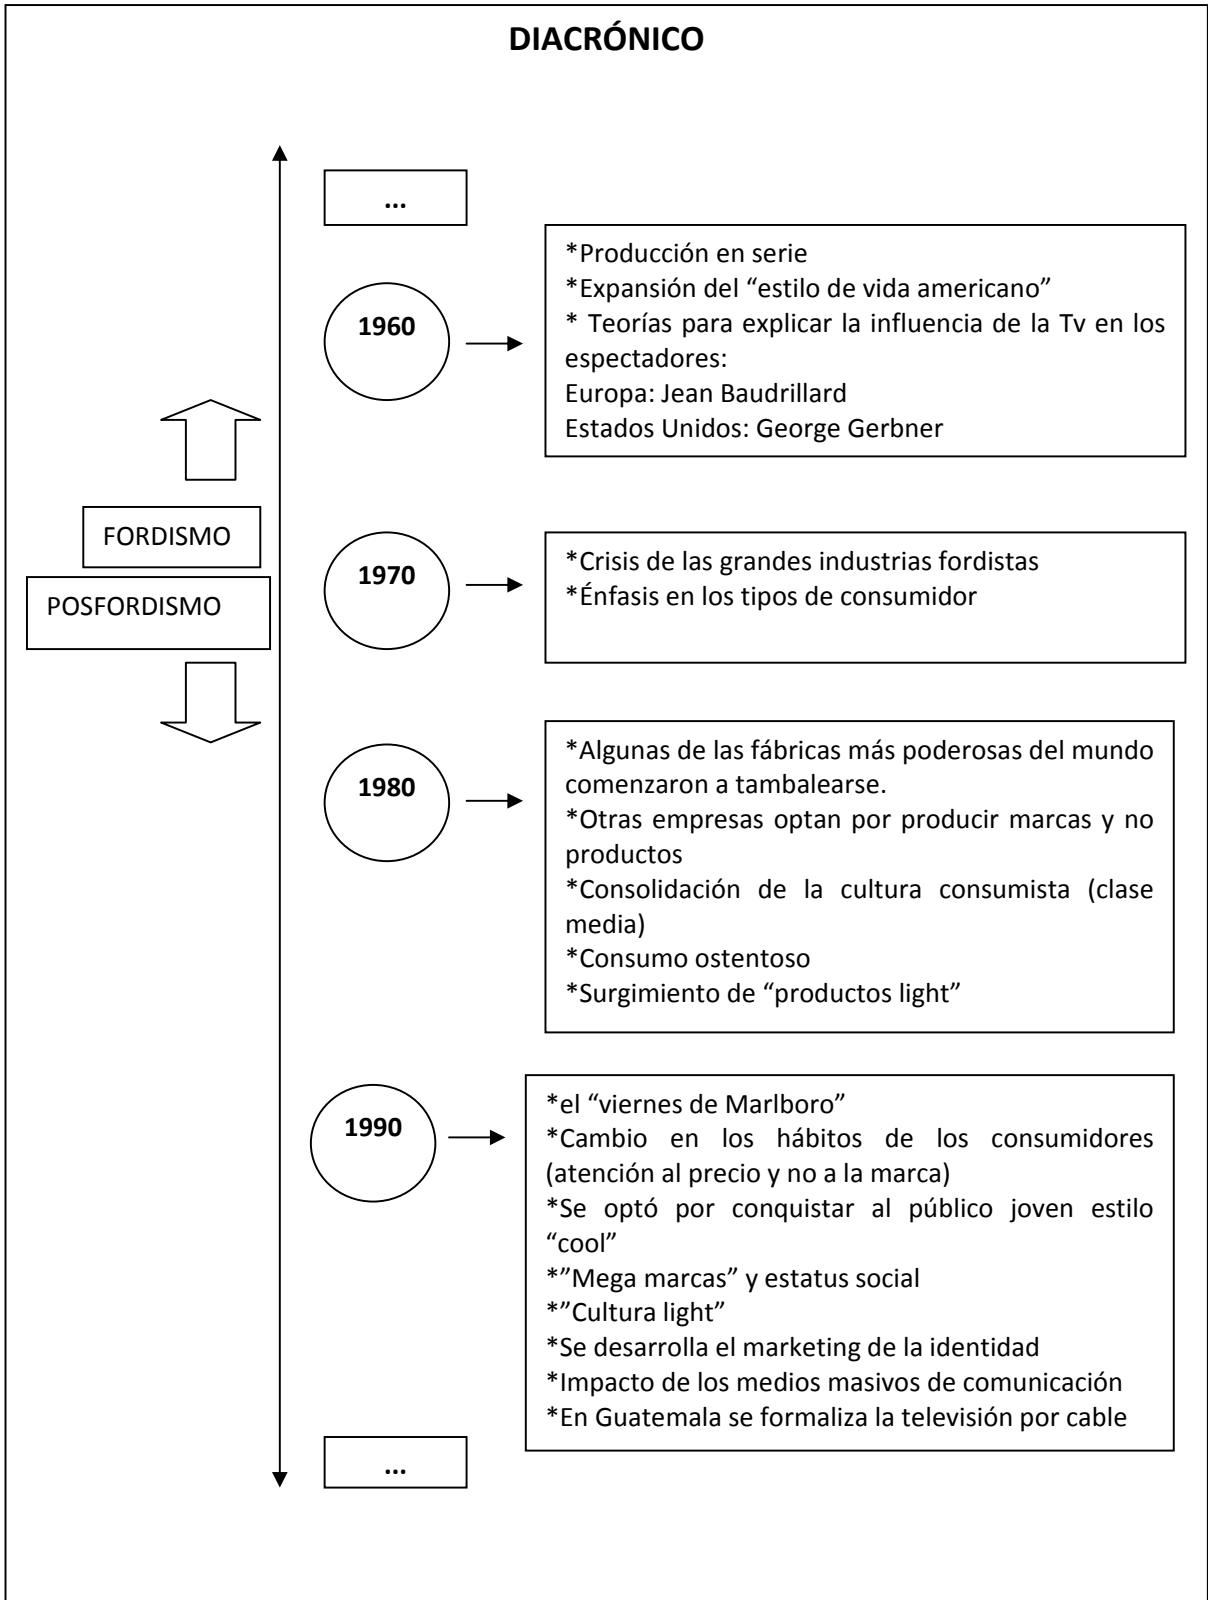 DIACRÓNICO
...
1960
*Producción en serie
*Expansión del “estilo de vida americano”
* Teorías para explicar la influencia de la Tv en los
espectadores:
Europa: Jean Baudrillard
Estados Unidos: George Gerbner
FORDISMO
POSFORDISMO
1970
*Crisis de las grandes industrias fordistas
*Énfasis en los tipos de consumidor
1980
*Algunas de las fábricas más poderosas del mundo
comenzaron a tambalearse.
*Otras empresas optan por producir marcas y no
productos
*Consolidación de la cultura consumista (clase
media)
*Consumo ostentoso
*Surgimiento de “productos light”
1990
*el “viernes de Marlboro”
*Cambio en los hábitos de los consumidores
(atención al precio y no a la marca)
*Se optó por conquistar al público joven estilo
“cool”
*”Mega marcas” y estatus social
*”Cultura light”
*Se desarrolla el marketing de la identidad
*Impacto de los medios masivos de comunicación
*En Guatemala se formaliza la televisión por cable
...